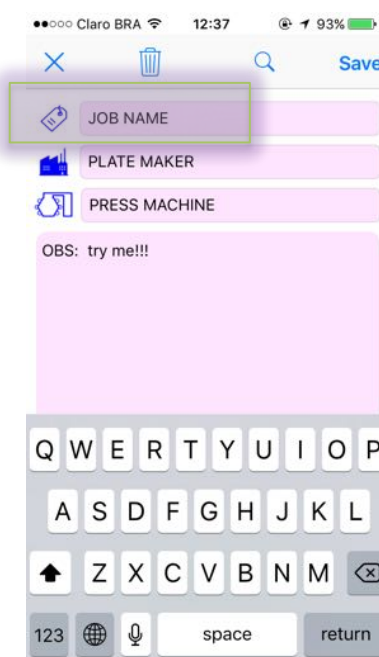 Claro BRA 12:37 93%
Save
JOB NAME
PLATE MAKER
PRESS MACHINE
OBS: try me!!!
Q W E R T Y U I O P
A S D F G H J K L
Z X C V B N M
123 space return